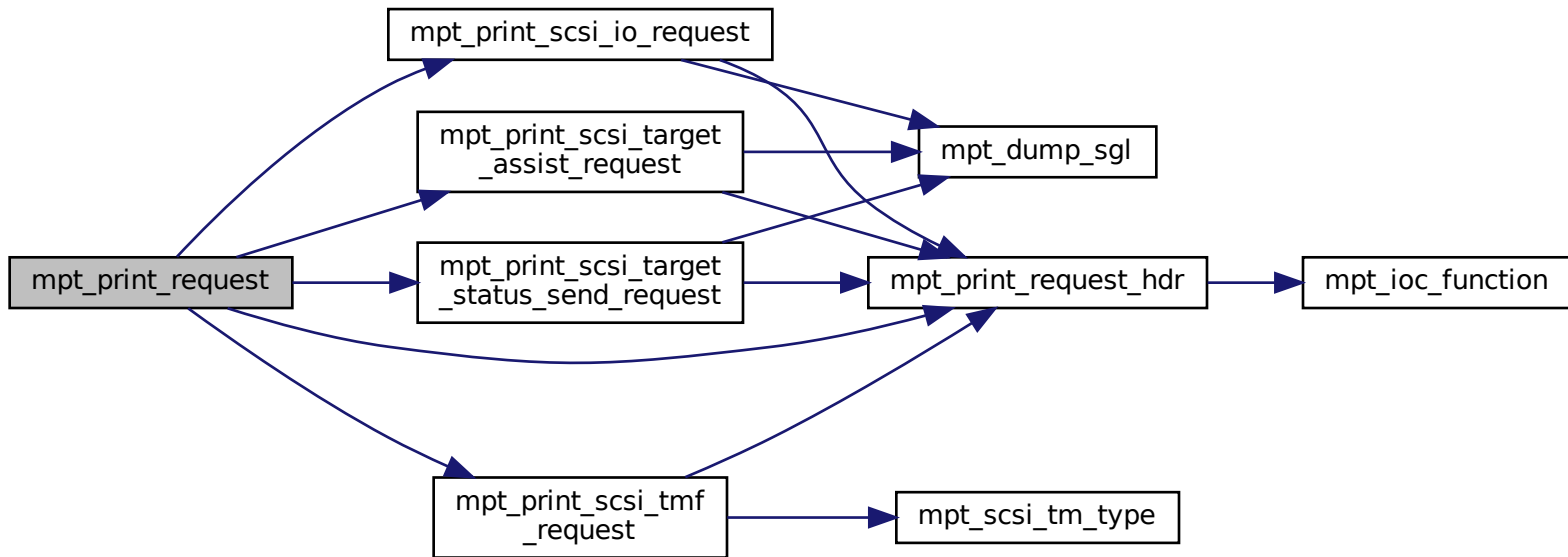 mpt_print_scsi_io_request
mpt_print_scsi_target
_assist_request
mpt_dump_sgl
mpt_print_request
mpt_print_scsi_target
_status_send_request
mpt_print_request_hdr
mpt_ioc_function
mpt_print_scsi_tmf
_request
mpt_scsi_tm_type